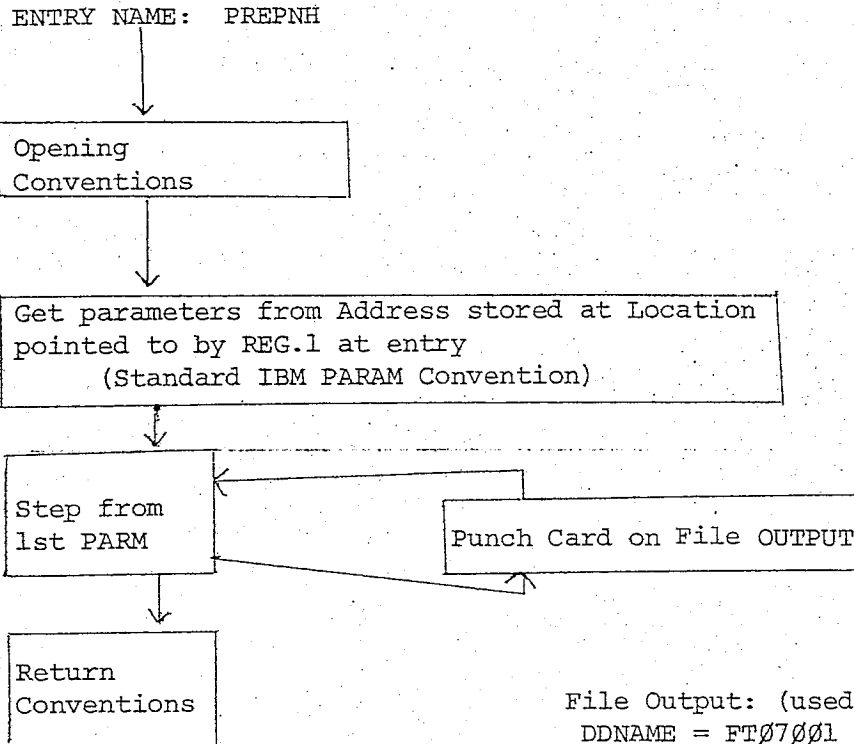 ENTRY NAME: PREPNH
Opening
Conventions
Get parameters from Address stored at Location
pointed to by REG.1 at entry
(Standard IBM PARAM Convention)
Step from
1st PARM
Punch Card on File OUTPUT
Return
Conventions
File Output: (used
DDNAME = FTØ7ØØ1